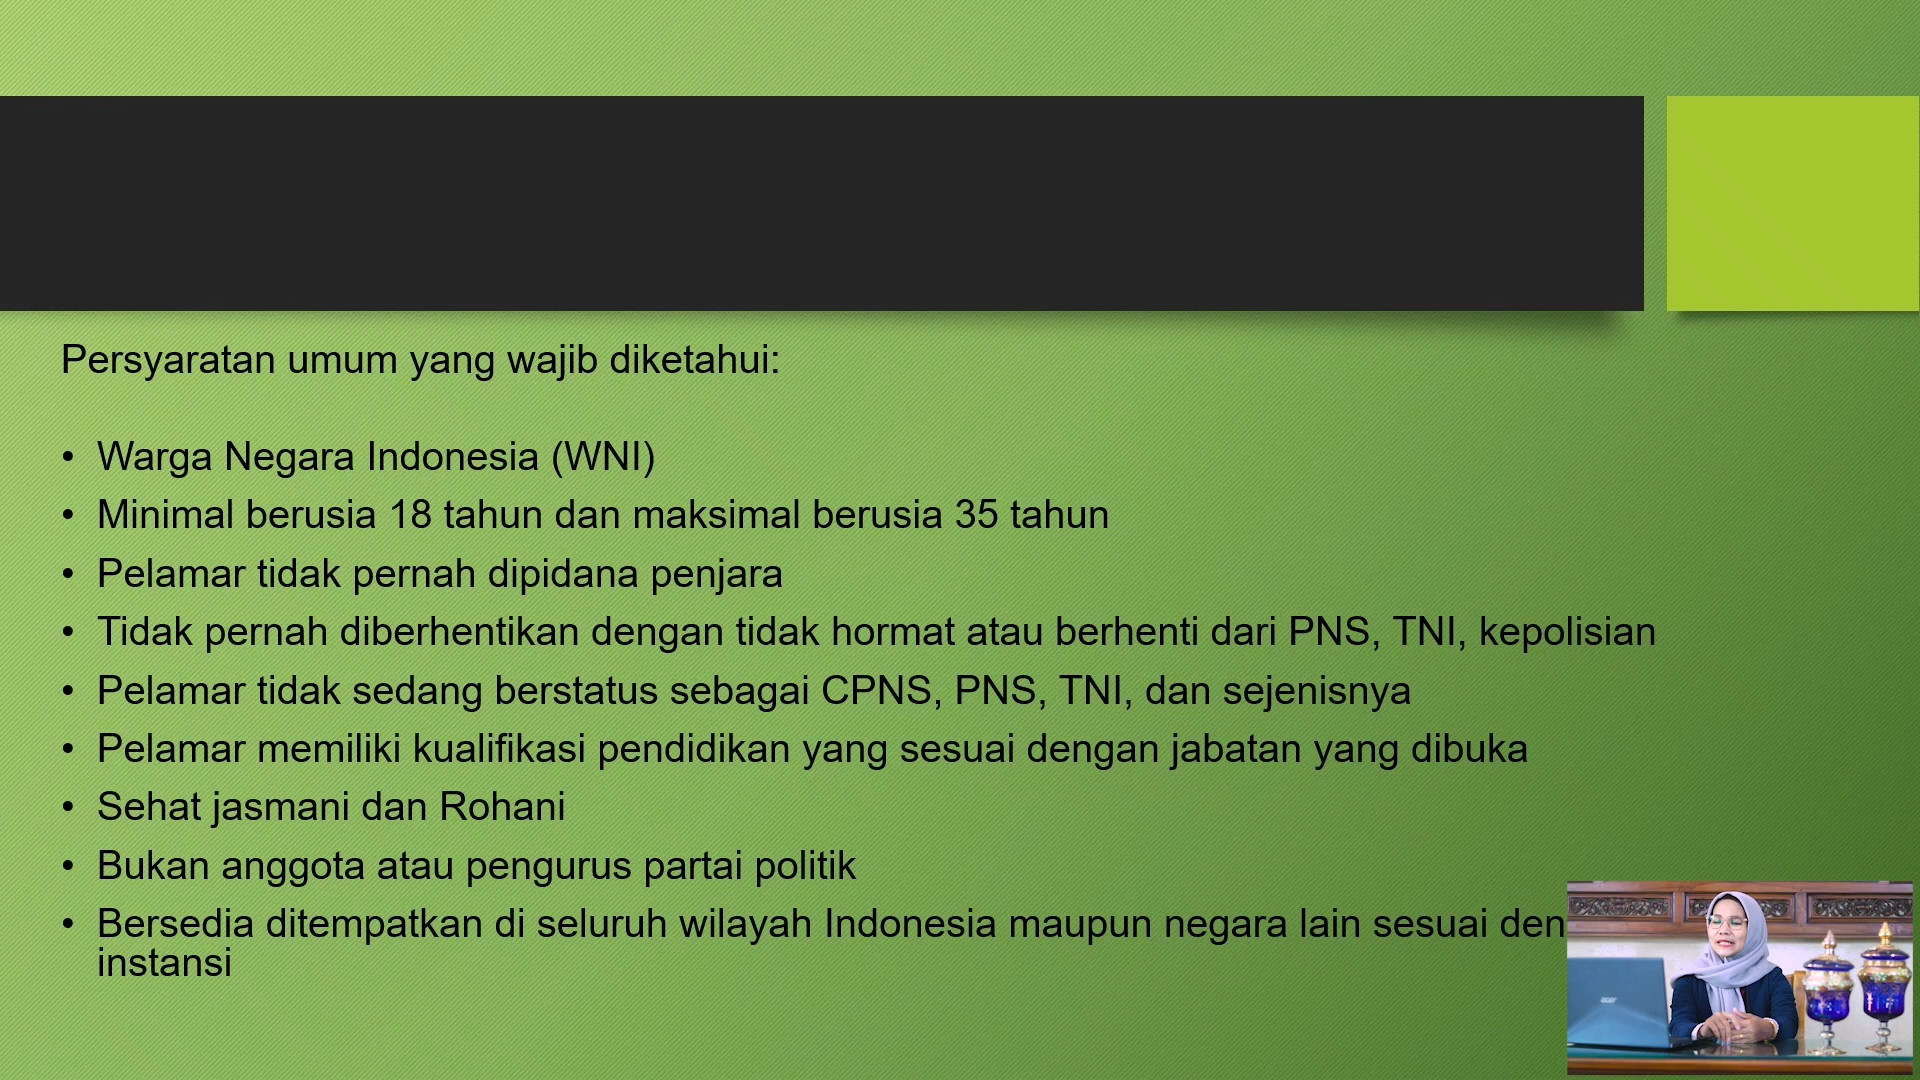 Persyaratan umum yang wajib diketahui:
• Warga Negara Indonesia (WNI)
• Minimal berusia 18 tahun dan maksimal berusia 35 tahun
• Pelamar tidak pernah dipidana penjara
• Tidak pernah diberhentikan dengan tidak hormat atau berhenti dari PNS, TNI, kepolisian
• Pelamar tidak sedang berstatus sebagai CPNS, PNS, TNI, dan sejenisnya
• Pelamar memiliki kualifikasi pendidikan yang sesuai dengan jabatan yang dibuka
• Sehat jasmani dan Rohani
• Bukan anggota atau pengurus partai politik
• Bersedia ditempatkan di seluruh wilayah Indonesia maupun negara lain sesuai den
instansi
acer